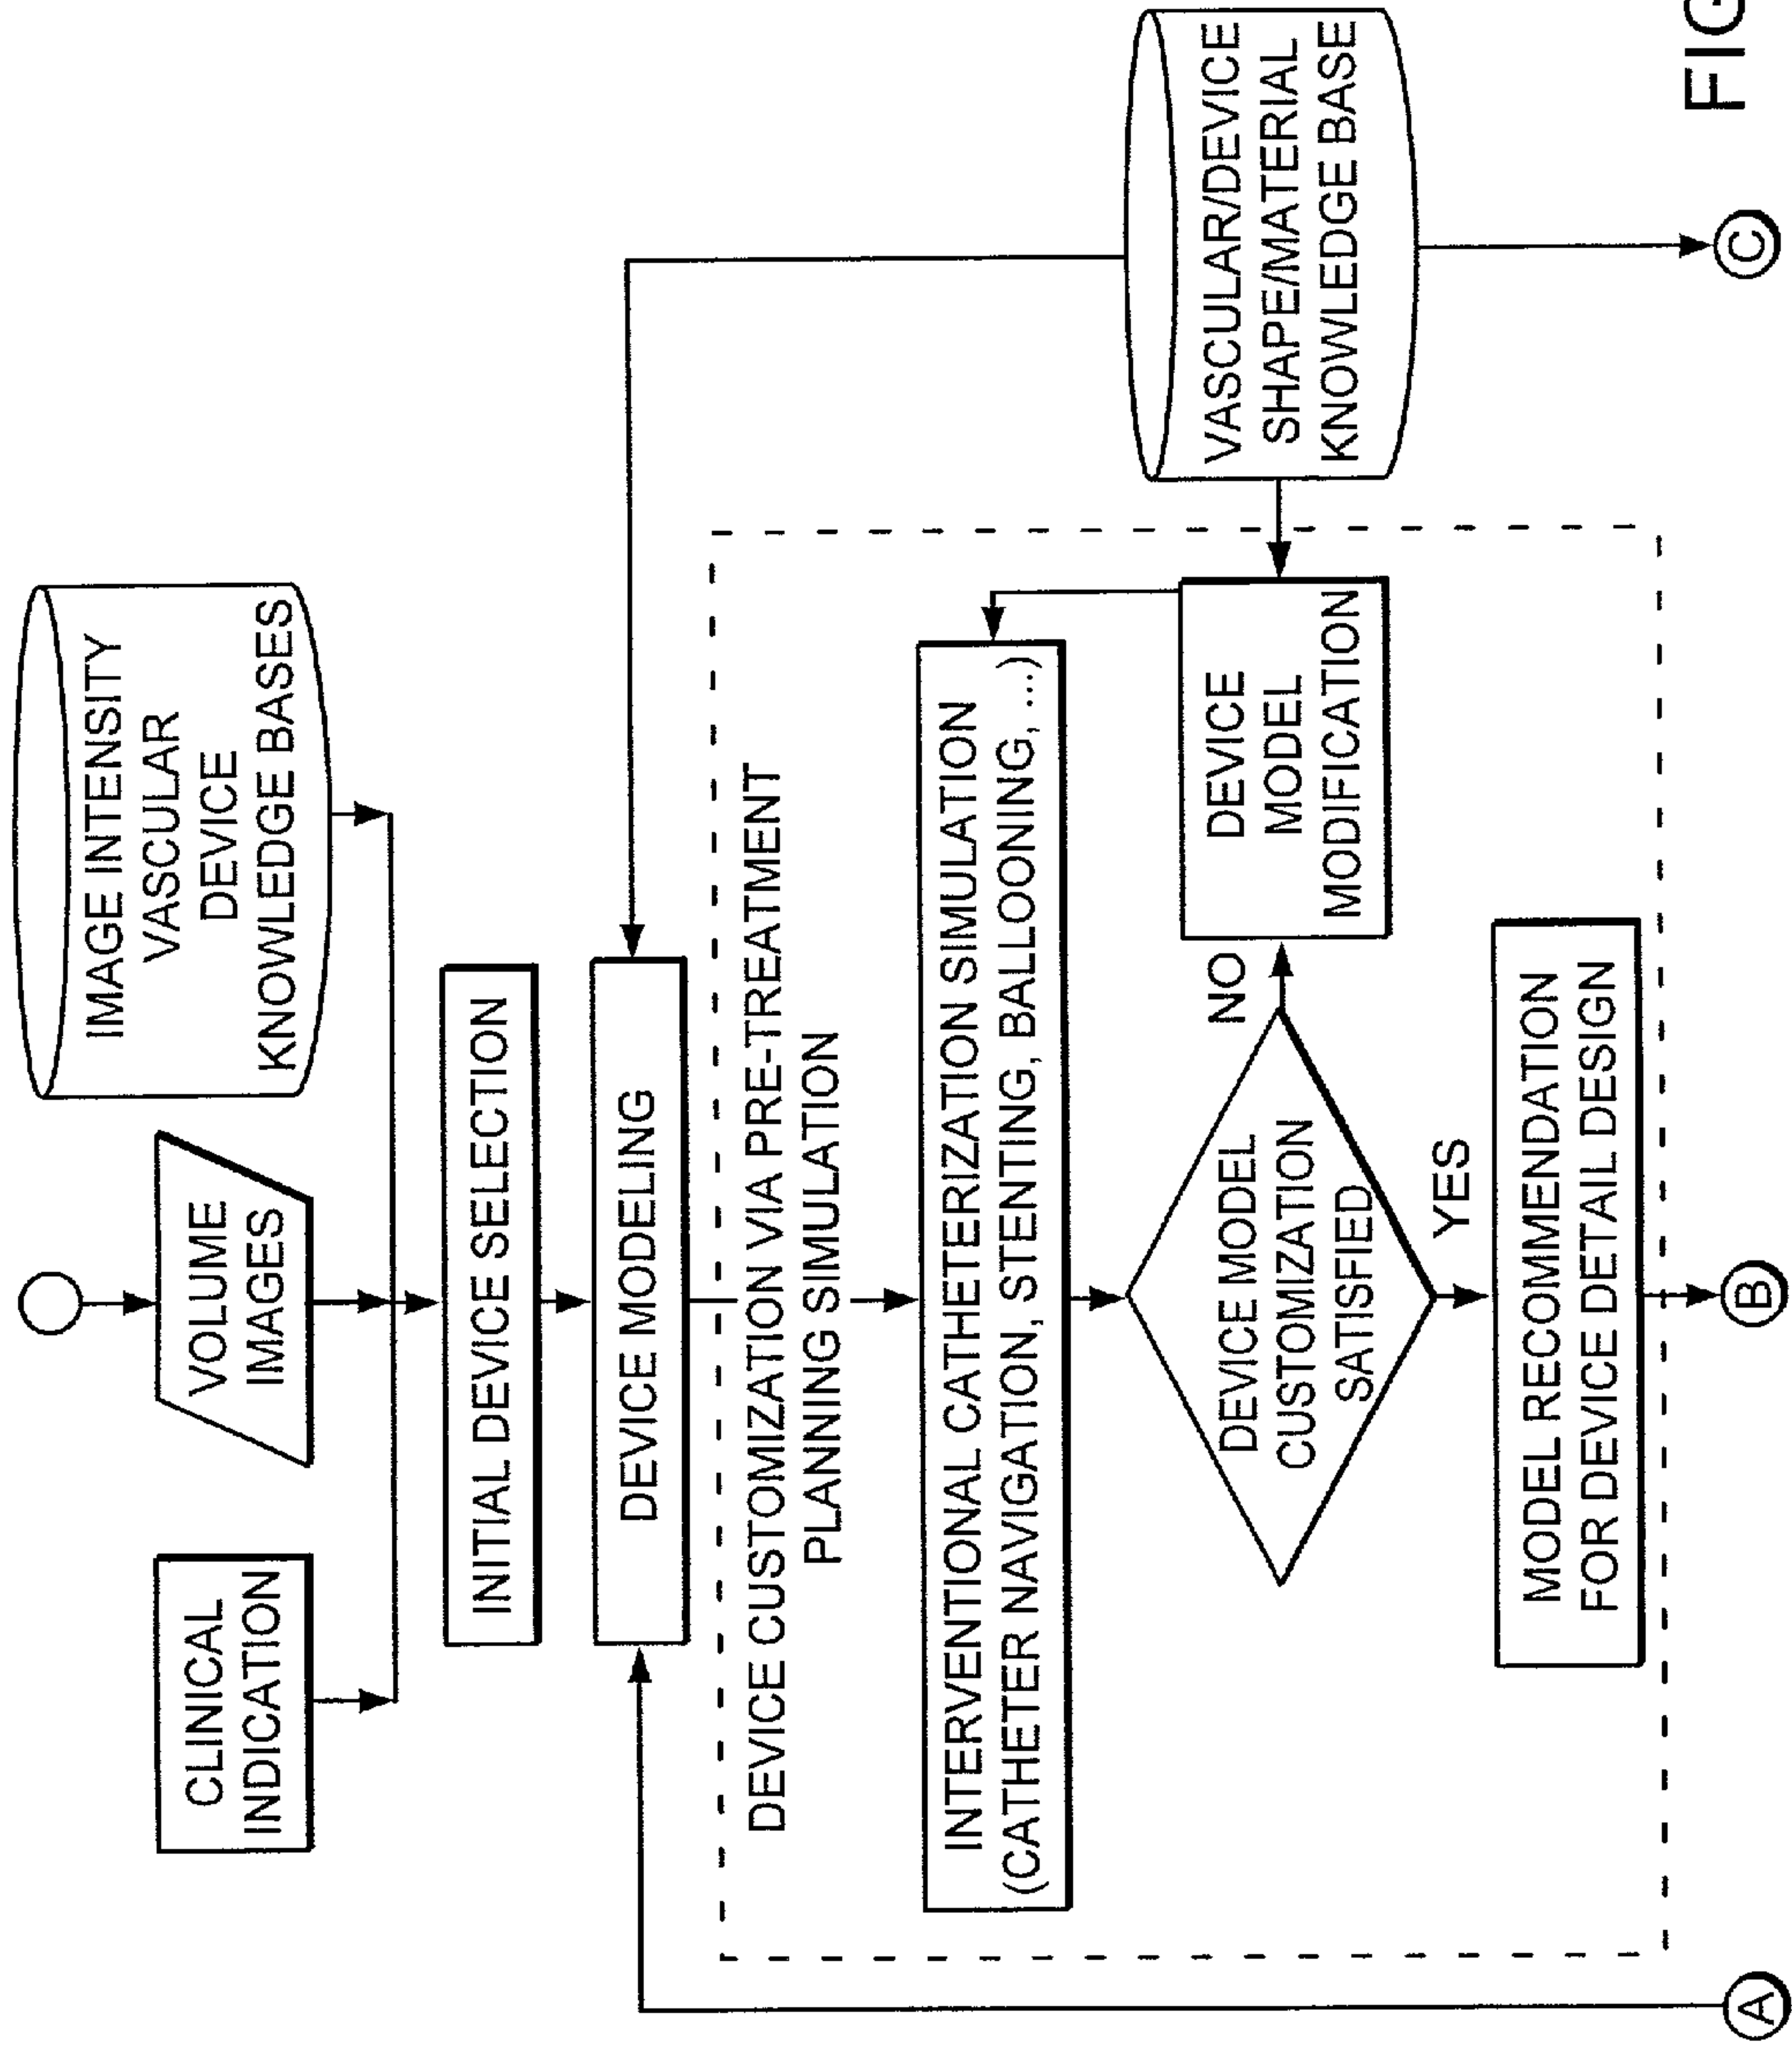 CLINICAL
INDICATION
VOLUME
IMAGES
IMAGE INTENSITY
VASCULAR
DEVICE
KNOWLEDGE BASES
INITIAL DEVICE SELECTION
DEVICE MODELING
DEVICE CUSTOMIZATION VIA PRE-TREATMENT
PLANNING SIMULATION
INTERVENTIONAL CATHETERIZATION SIMULATION
(CATHETER NAVIGATION, STENTING, BALLOONING, ...)
DEVICE MODEL
CUSTOMIZATION
SATISFIED
NO
DEVICE
MODEL
MODIFICATION
VASCULAR/DEVICE
SHAPE/MATERIAL
KNOWLEDGE BASE
YES
MODEL RECOMMENDATION
FOR DEVICE DETAIL DESIGN
A
B
C
FIG